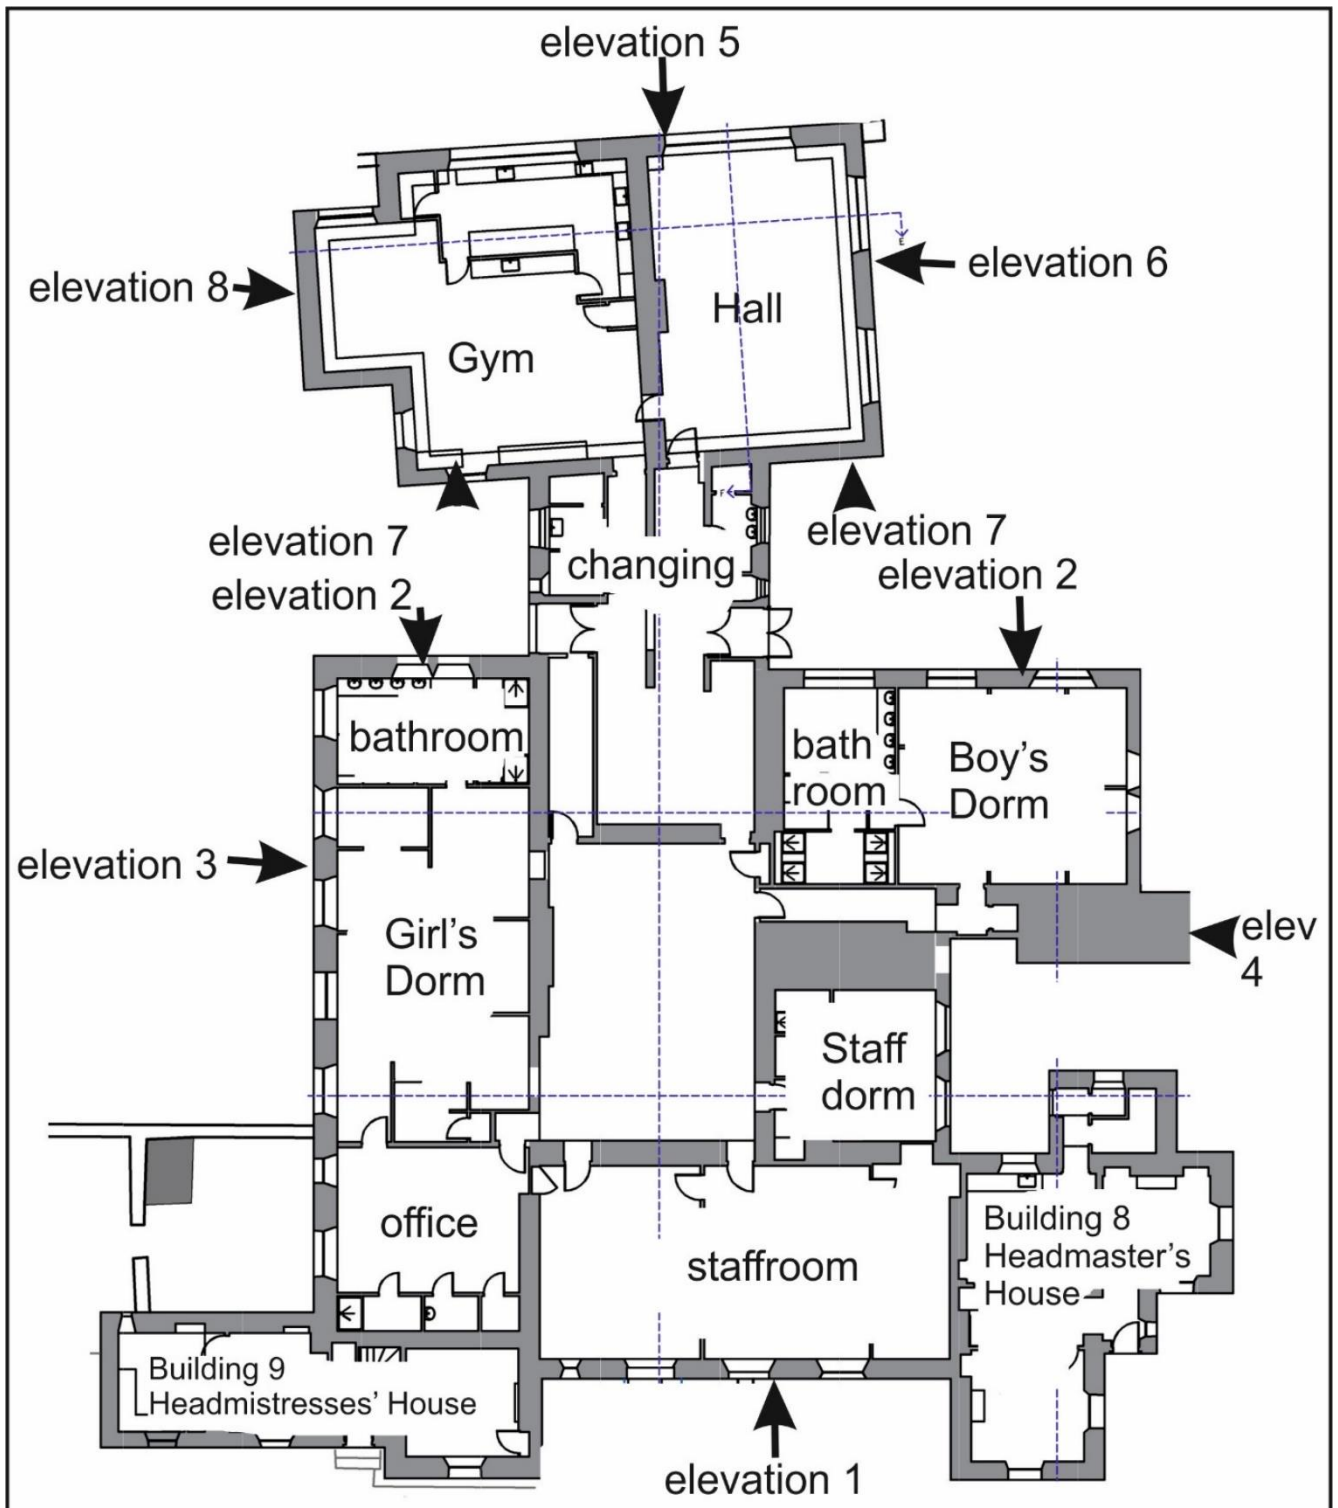 elevation 5
elevation 6
elevation 8
Hall
Gym
E
F
elevation 7
elevation 7
changing
elevation 2
elevation 2
bathroom
bath
room
Boy's
Dorm
elevation 3
Girl's
Dorm
elev
4
Staff
dorm
office
staffroom
Building 8
Headmaster's
House
Building 9
Headmistresses' House
elevation 1